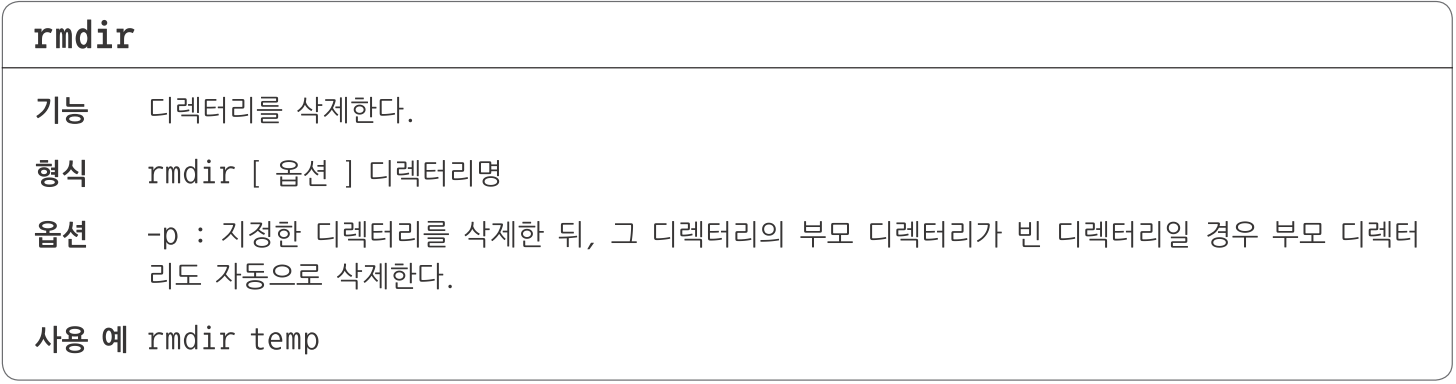 rmdir
기능 디렉터리를 삭제한다.
형식 rmdir [ 옵션 ] 디렉터리명
옵션 -p : 지정한 디렉터리를 삭제한 뒤, 그 디렉터리의 부모 디렉터리가 빈 디렉터리일 경우 부모 디렉터
리도 자동으로 삭제한다.
사용 예 rmdir temp